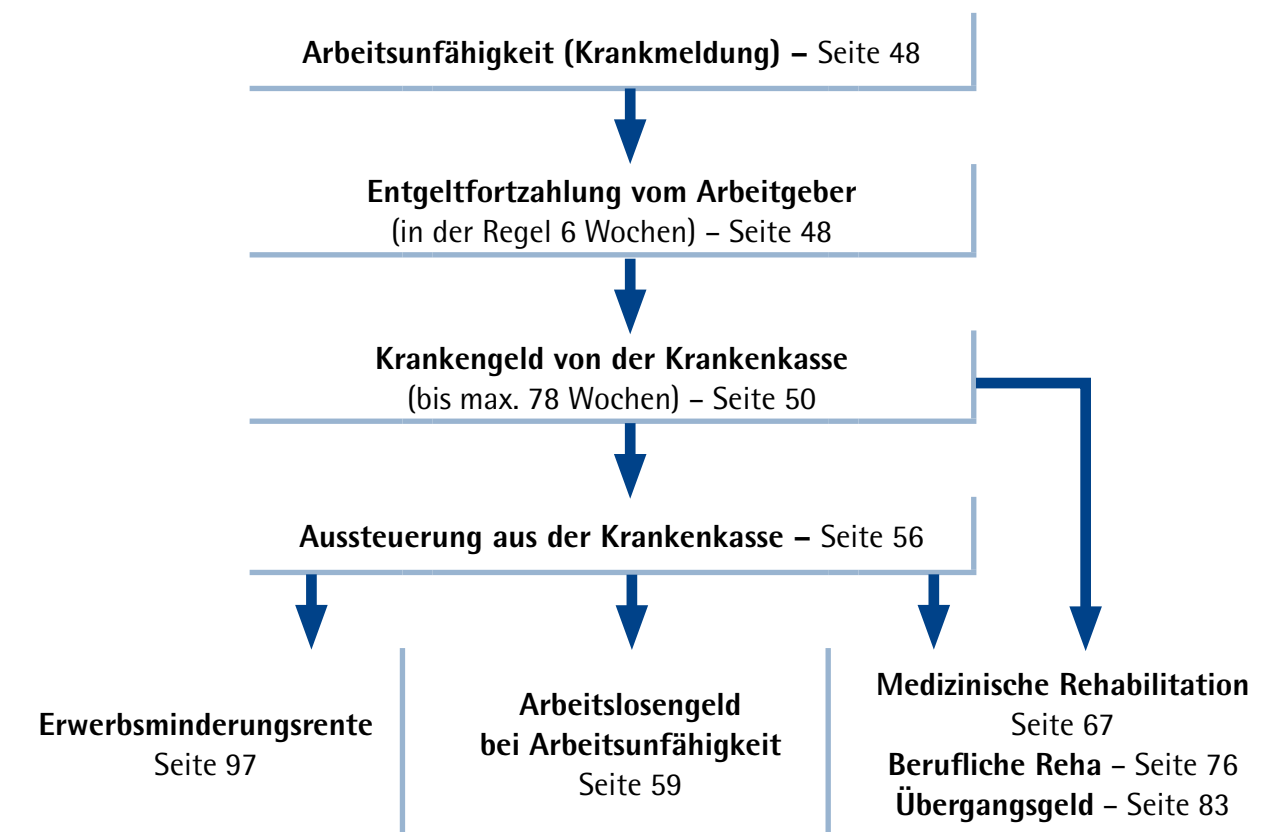 Arbeitsunfähigkeit (Krankmeldung) – Seite 48
Entgeltfortzahlung vom Arbeitgeber
(in der Regel 6 Wochen) – Seite 48
Krankengeld von der Krankenkasse
(bis max. 78 Wochen) – Seite 50
Aussteuerung aus der Krankenkasse – Seite 56
Erwerbsminderungsrente
Seite 97
Arbeitslosengeld
bei Arbeitsunfähigkeit
Seite 59
Medizinische Rehabilitation
Seite 67
Berufliche Reha – Seite 76
Übergangsgeld – Seite 83